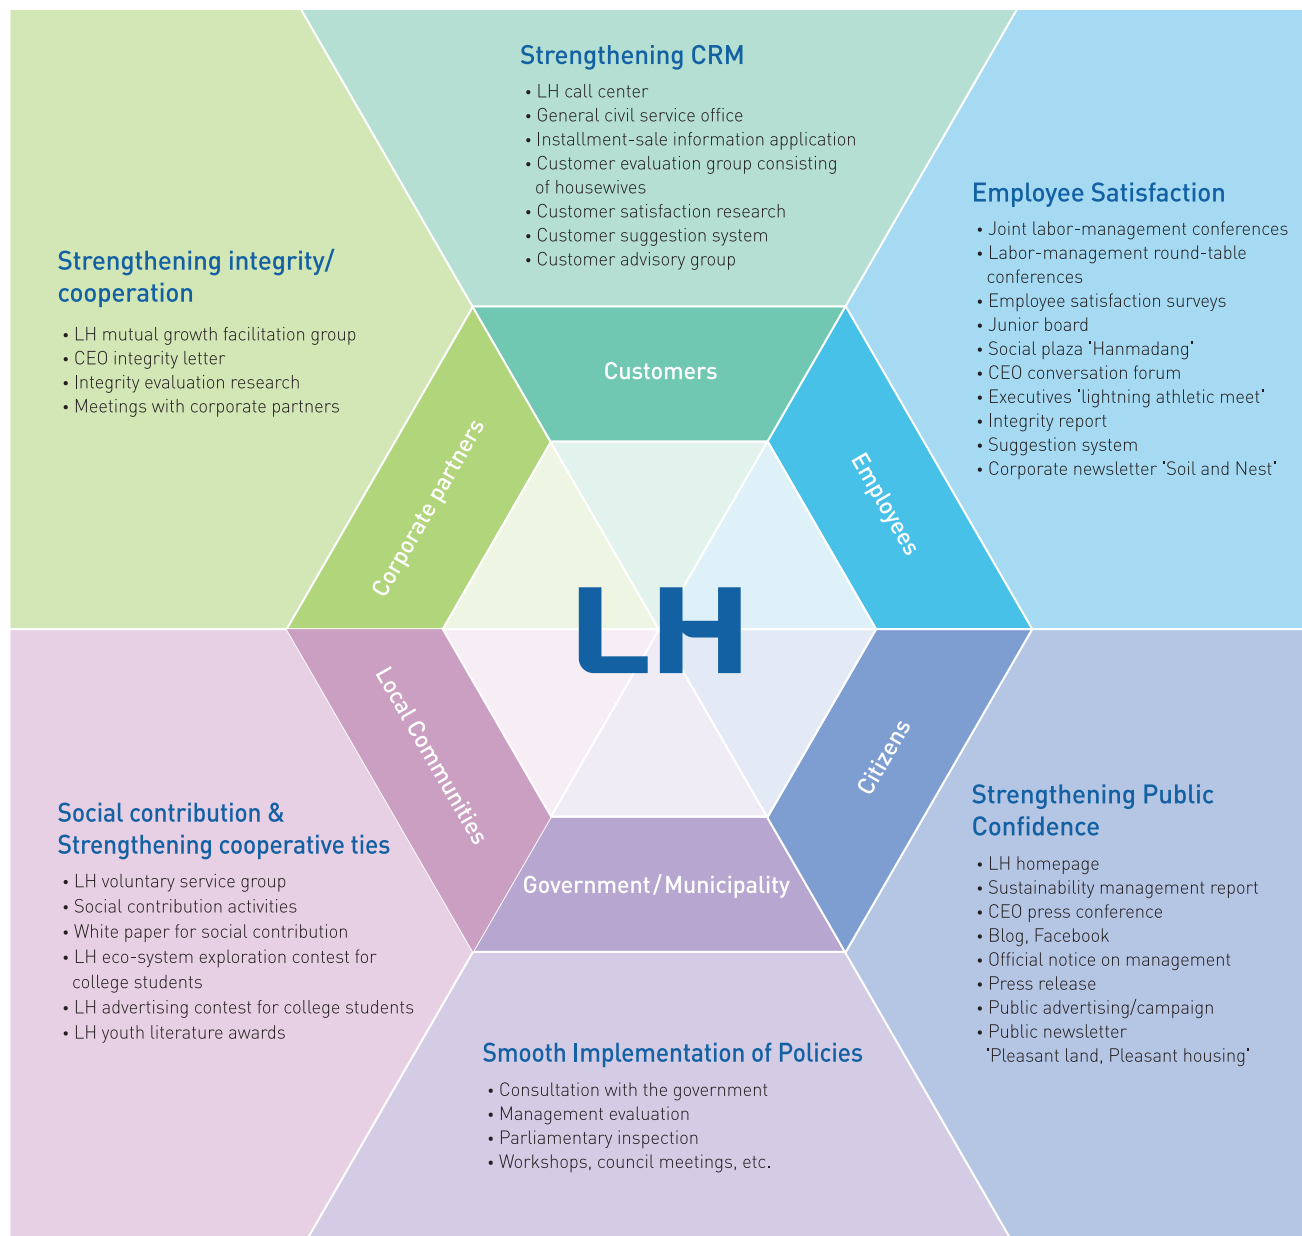 Strengthening CRM
• LH call center
• General civil service office
• Installment-sale information application
• Customer evaluation group consisting
of housewives
• Customer satisfaction research
• Customer suggestion system
• Customer advisory group
Employee Satisfaction
• Joint labor-management conferences
• Labor-management round-table
conferences
• Employee satisfaction surveys
• Junior board
• Social plaza 'Hanmadang'
• CEO conversation forum
• Executives 'lightning athletic meet'
• Integrity report
• Suggestion system
• Corporate newsletter 'Soil and Nest'
Strengthening integrity/
cooperation
• LH mutual growth facilitation group
• CEO integrity letter
• Integrity evaluation research
• Meetings with corporate partners
Customers
Corporate partners
Employees
LH
Local Communities
Citizens
Government/Municipality
Social contribution &
Strengthening cooperative ties
• LH voluntary service group
• Social contribution activities
• White paper for social contribution
• LH eco-system exploration contest for
college students
• LH advertising contest for college students
• LH youth literature awards
Strengthening Public
Confidence
• LH homepage
• Sustainability management report
• CEO press conference
• Blog, Facebook
• Official notice on management
• Press release
• Public advertising/campaign
• Public newsletter
'Pleasant land, Pleasant housing'
Smooth Implementation of Policies
• Consultation with the government
• Management evaluation
• Parliamentary inspection
• Workshops, council meetings, etc.